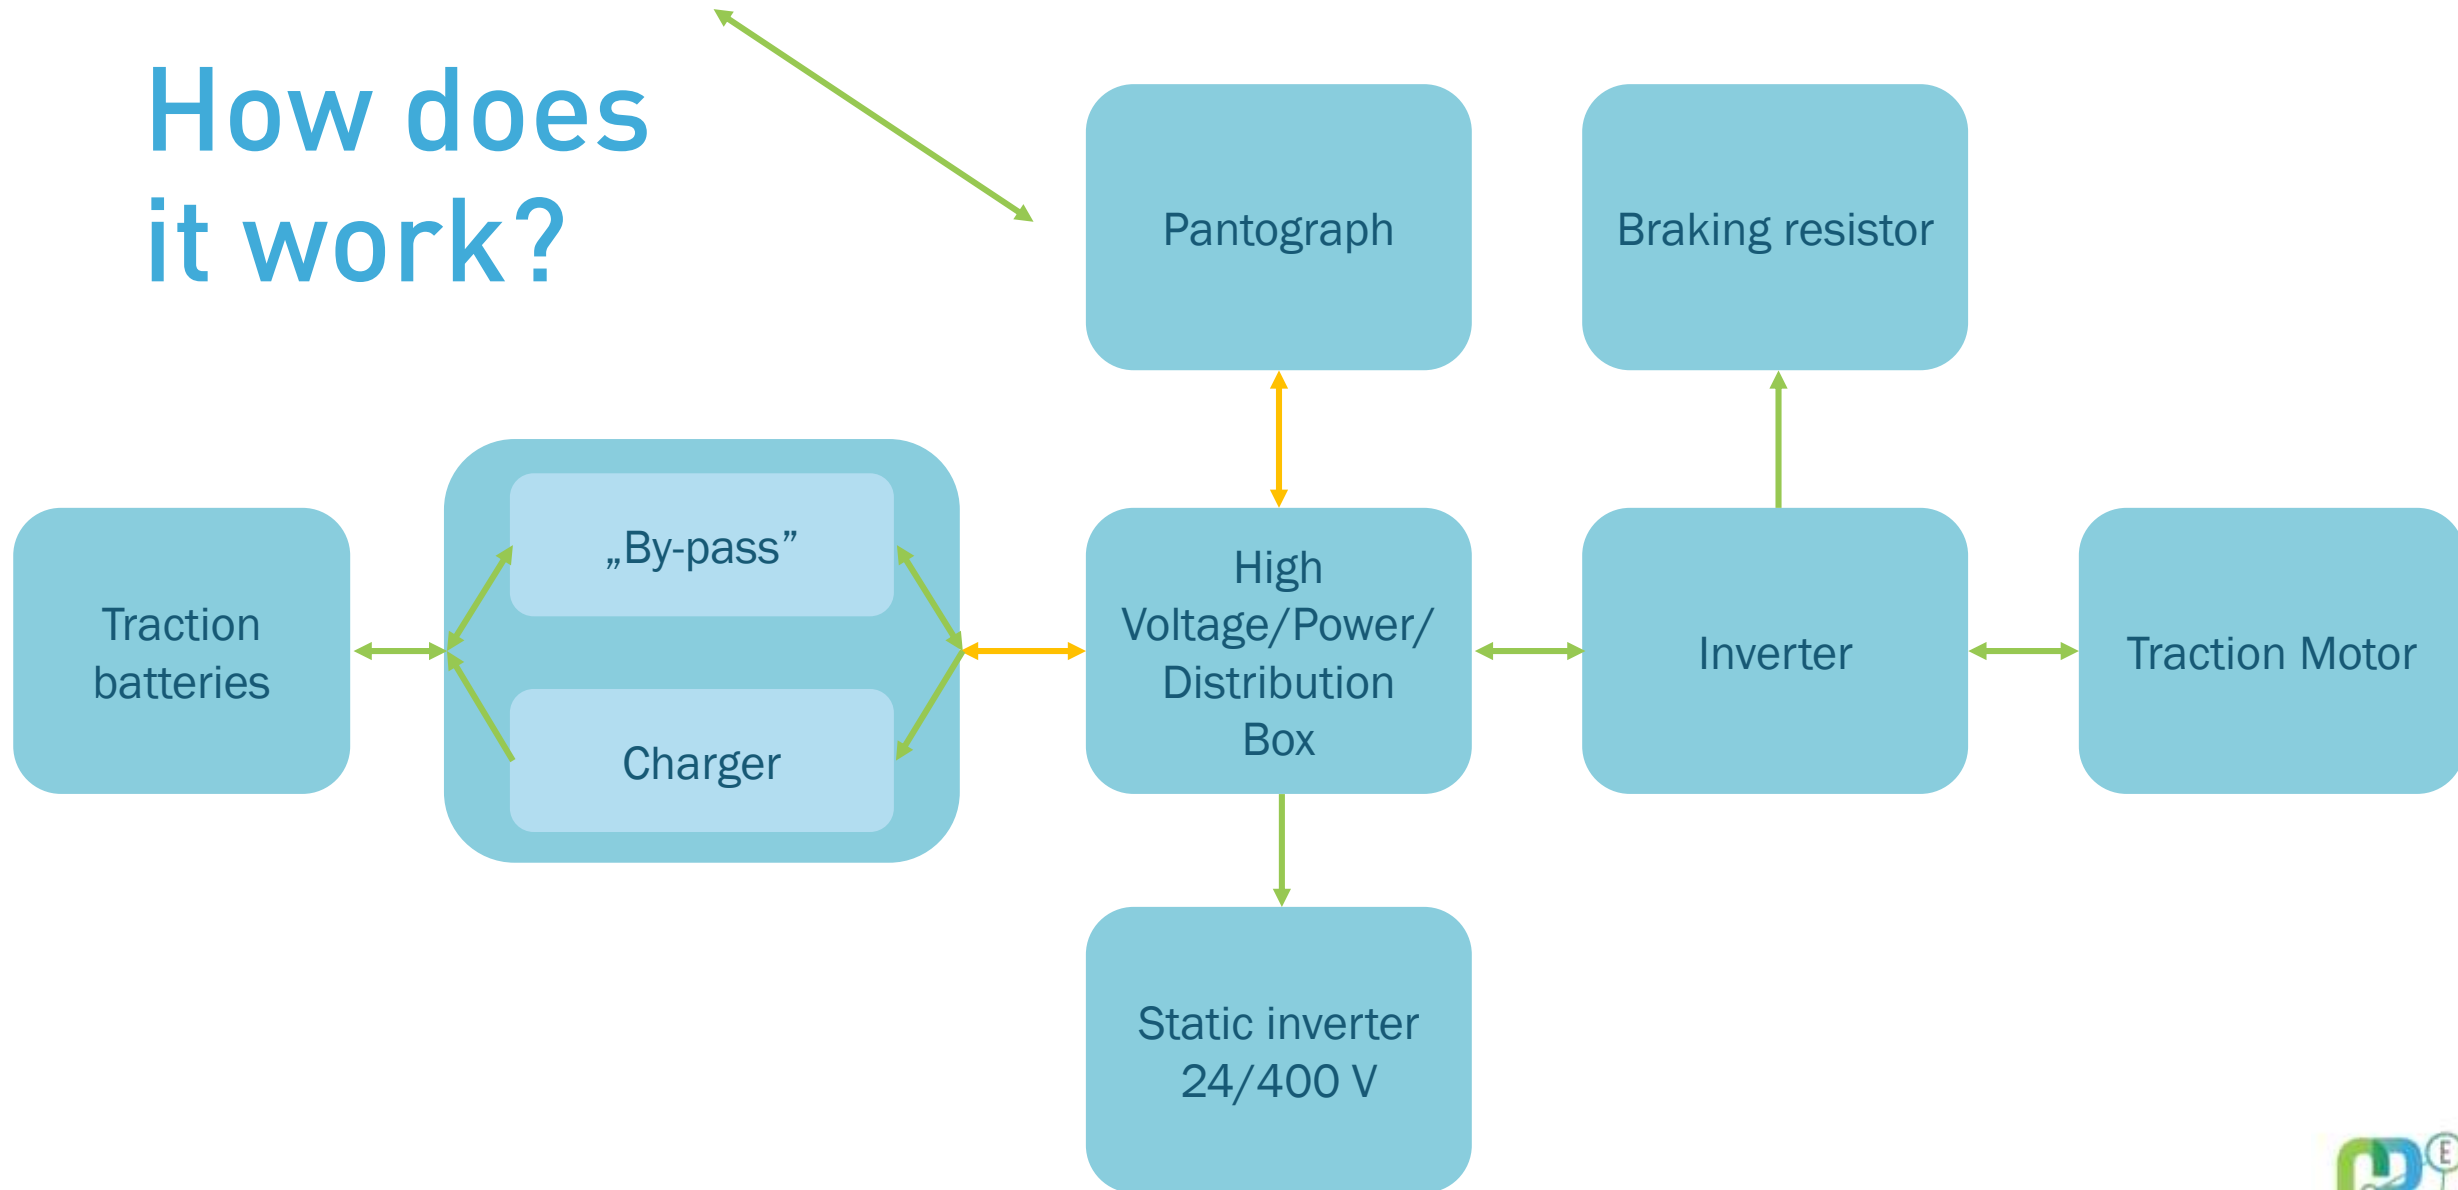 How does
it work?
Pantograph
Braking resistor
„By-pass”
Traction
batteries
Charger
High
Voltage/Power/
Distribution
Box
Inverter
Traction Motor
Static inverter
24/400 V
E